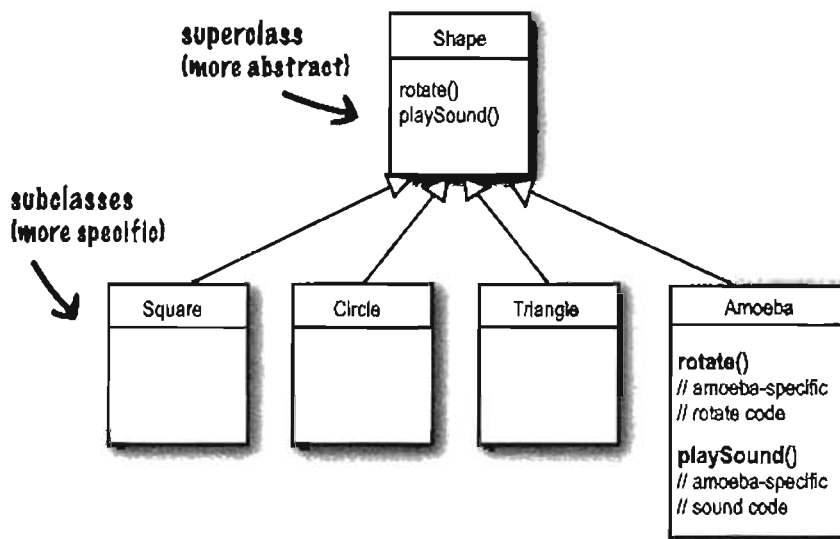 superclass
(more abstract)
Shape
rotate()
playSound()
subclasses
(more specific)
Square
Circle
Triangle
Amoeba
rotate()
// amoeba-specific
// rotate code
playSound()
// amoeba-specific
// sound code